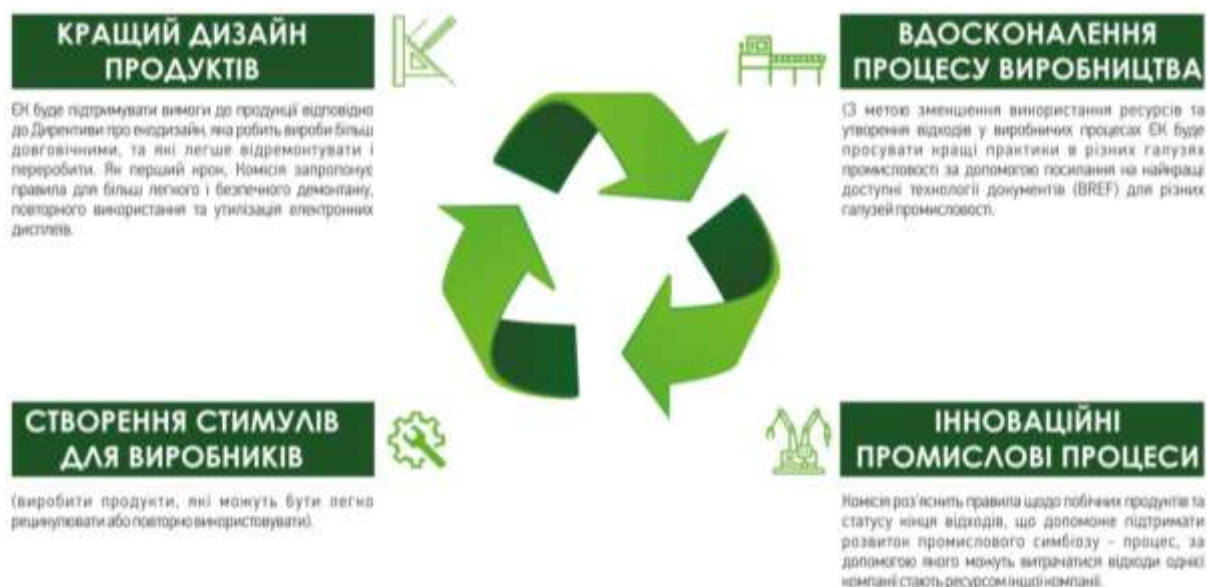 КРАЩИЙ ДИЗАЙН
ПРОДУКТІВ
ЄК буде підтримувати вимоги до продукції відповідно
до Директиви про екодизайн, яка робить вироби більш
довговічними, та які легше відремонтувати і
переробити. Як перший крок, Комісія запропонує
правила для більш легкого і безпечного демонтажу,
повторного використання та утилізація електронних
дисплеїв.
ВДОСКОНАЛЕННЯ
ПРОЦЕСУ ВИРОБНИЦТВА
(З метою зменшення використання ресурсів та
утворення відходів у виробничих процесах ЄК буде
просувати кращі практики в різних галузях
промисловості за допомогою посилання на найкращі
доступні технології документів (BREF) для різних
галузей промисловості.
СТВОРЕННЯ СТИМУЛІВ
ДЛЯ ВИРОБНИКІВ
(виробити продукти, які можуть бути легко
рециклювати або повторно використовувати).
ІННОВАЦІЙНІ
ПРОМИСЛОВІ ПРОЦЕСИ
Комісія роз'яснить правила щодо побічних продуктів та
статусу кінця відходів, що допоможе підтримати
розвиток промислового симбіозу - процес, за
допомогою якого можуть витрачатися відходи однієї
компанії стають ресурсом іншої компанії.